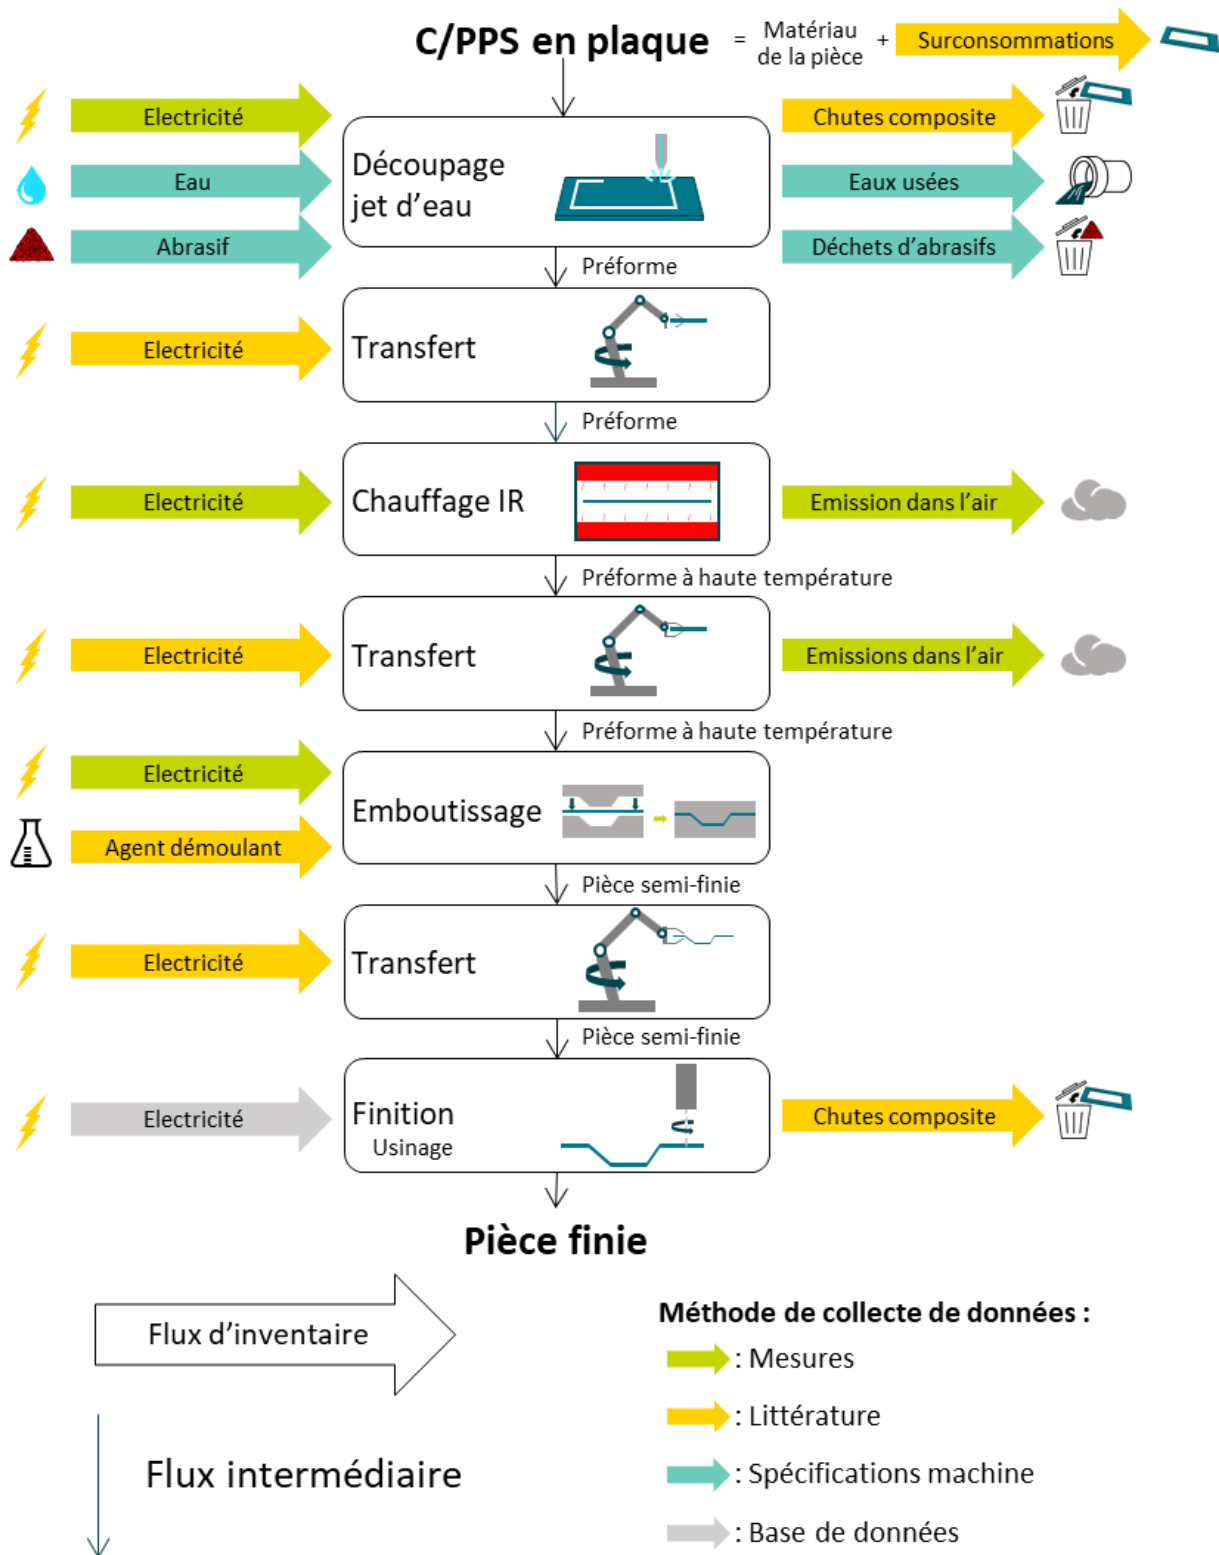 C/PPS en plaque = Matériau de la pièce + Surconsommations
Electricité
Eau
Abrasif
Découpage
jet d'eau
Chutes composite
Eaux usées
Déchets d'abrasifs
Préforme
Electricité
Transfert
Préforme
Electricité
Chauffage IR
Emission dans l'air
Préforme à haute température
Electricité
Transfert
Emissions dans l'air
Préforme à haute température
Electricité
Agent démoulant
Emboutissage
Pièce semi-finie
Electricité
Transfert
Pièce semi-finie
Electricité
Finition
Usinage
Chutes composite
Pièce finie
Flux d'inventaire
Flux intermédiaire
Méthode de collecte de données :
: Mesures
: Littérature
: Spécifications machine
: Base de données